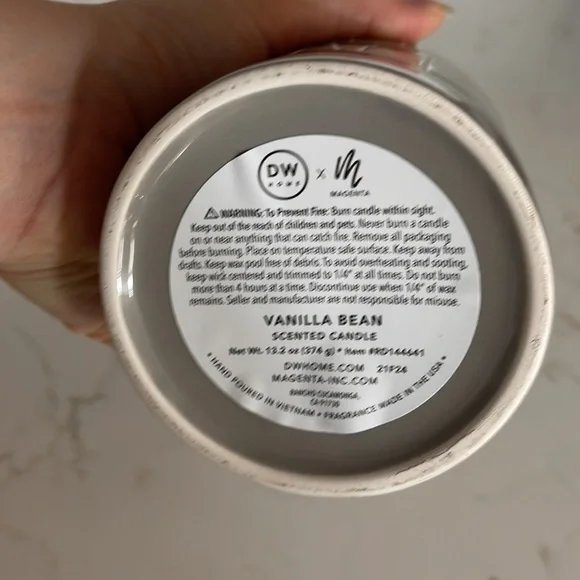 DW
HOME
x
M
MAGENTA
⚠ WARNING: To Prevent Fire: Burn candle within sight.
Keep out of the reach of children and pets. Never burn a candle
on or near anything that can catch fire. Remove all packaging
before burning. Place on temperature safe surface. Keep away from
drafts. Keep wax pool free of debris. To avoid overheating and sooting,
keep wick centered and trimmed to 1/4" at all times. Do not burn
more than 4 hours at a time. Discontinue use when 1/4" of wax
remains. Seller and manufacturer are not responsible for misuse.
VANILLA BEAN
SCENTED CANDLE
Net Wt. 13.2 oz (374 g) • Item #RD144641
DWHOME.COM 21F26
MAGENTA-INC.COM
RANCHO CUCAMONGA,
CA 91730
• HAND POURED IN VIETNAM • FRAGRANCE MADE IN THE USA •